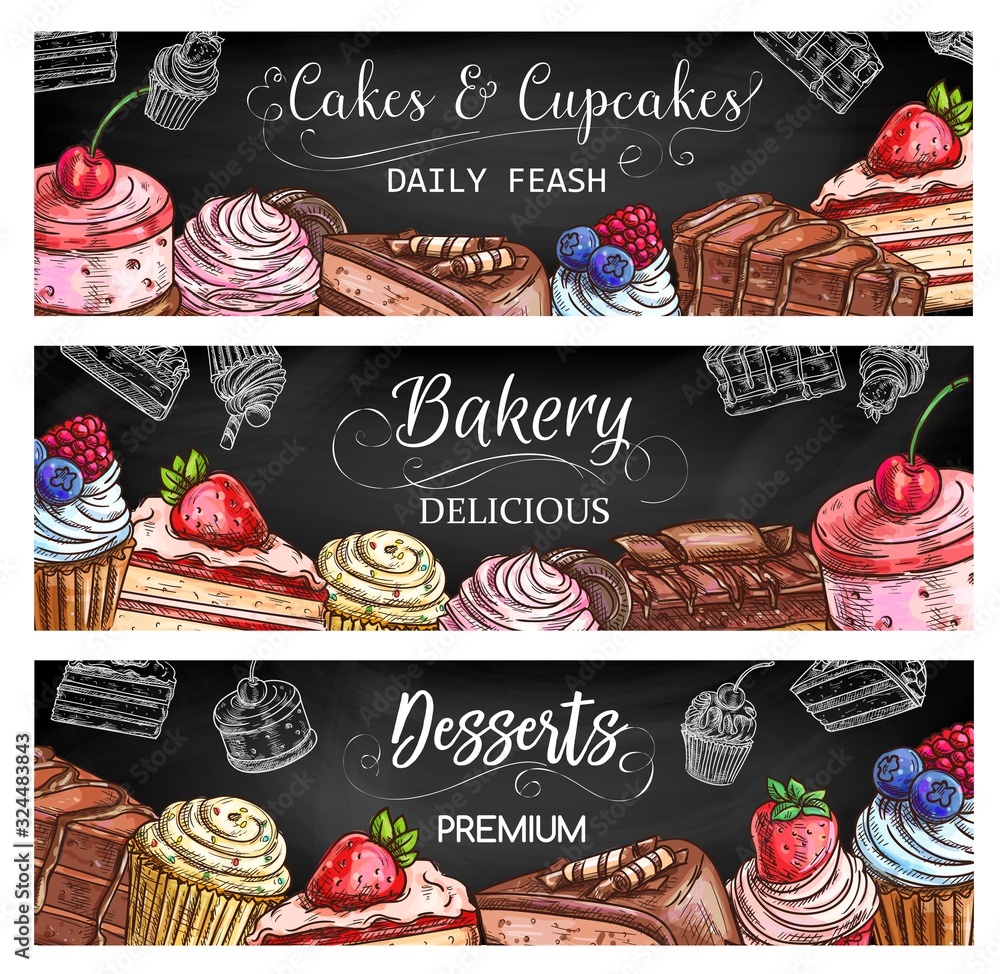 Cakes & Cupcakes
DAILY FEASH
Bakery
DELICIOUS
Desserts
PREMIUM
Adobe Stock | #324483843